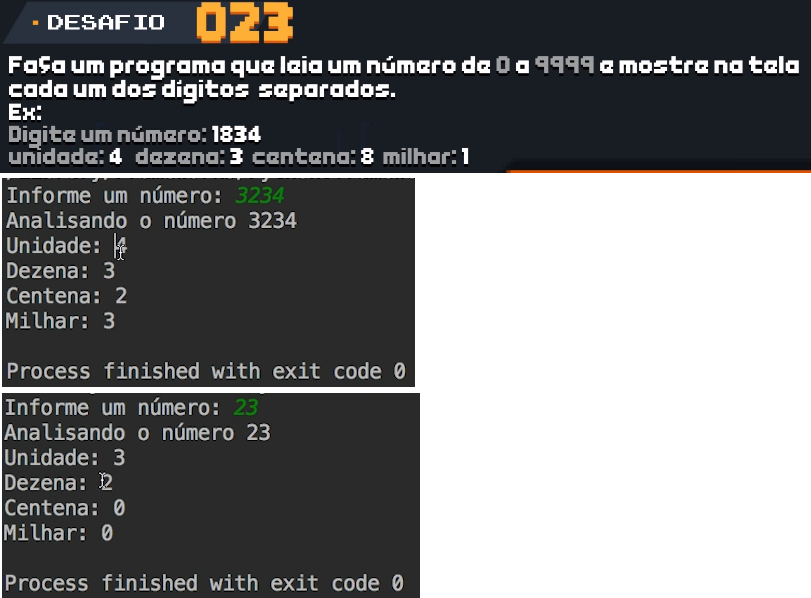 · DESAFIO 023
Faça um programa que leia um número de 0 a 9999 e mostre na tela
cada um dos dígitos separados.
Ex:
Digite um número: 1834
unidade: 4 dezena: 3 centena: 8 milhar: 1
Informe um número: 3234
Analisando o número 3234
Unidade: 4
Dezena: 3
Centena: 2
Milhar: 3
Process finished with exit code 0
Informe um número: 23
Analisando o número 23
Unidade: 3
Dezena: 2
Centena: 0
Milhar: 0
Process finished with exit code 0